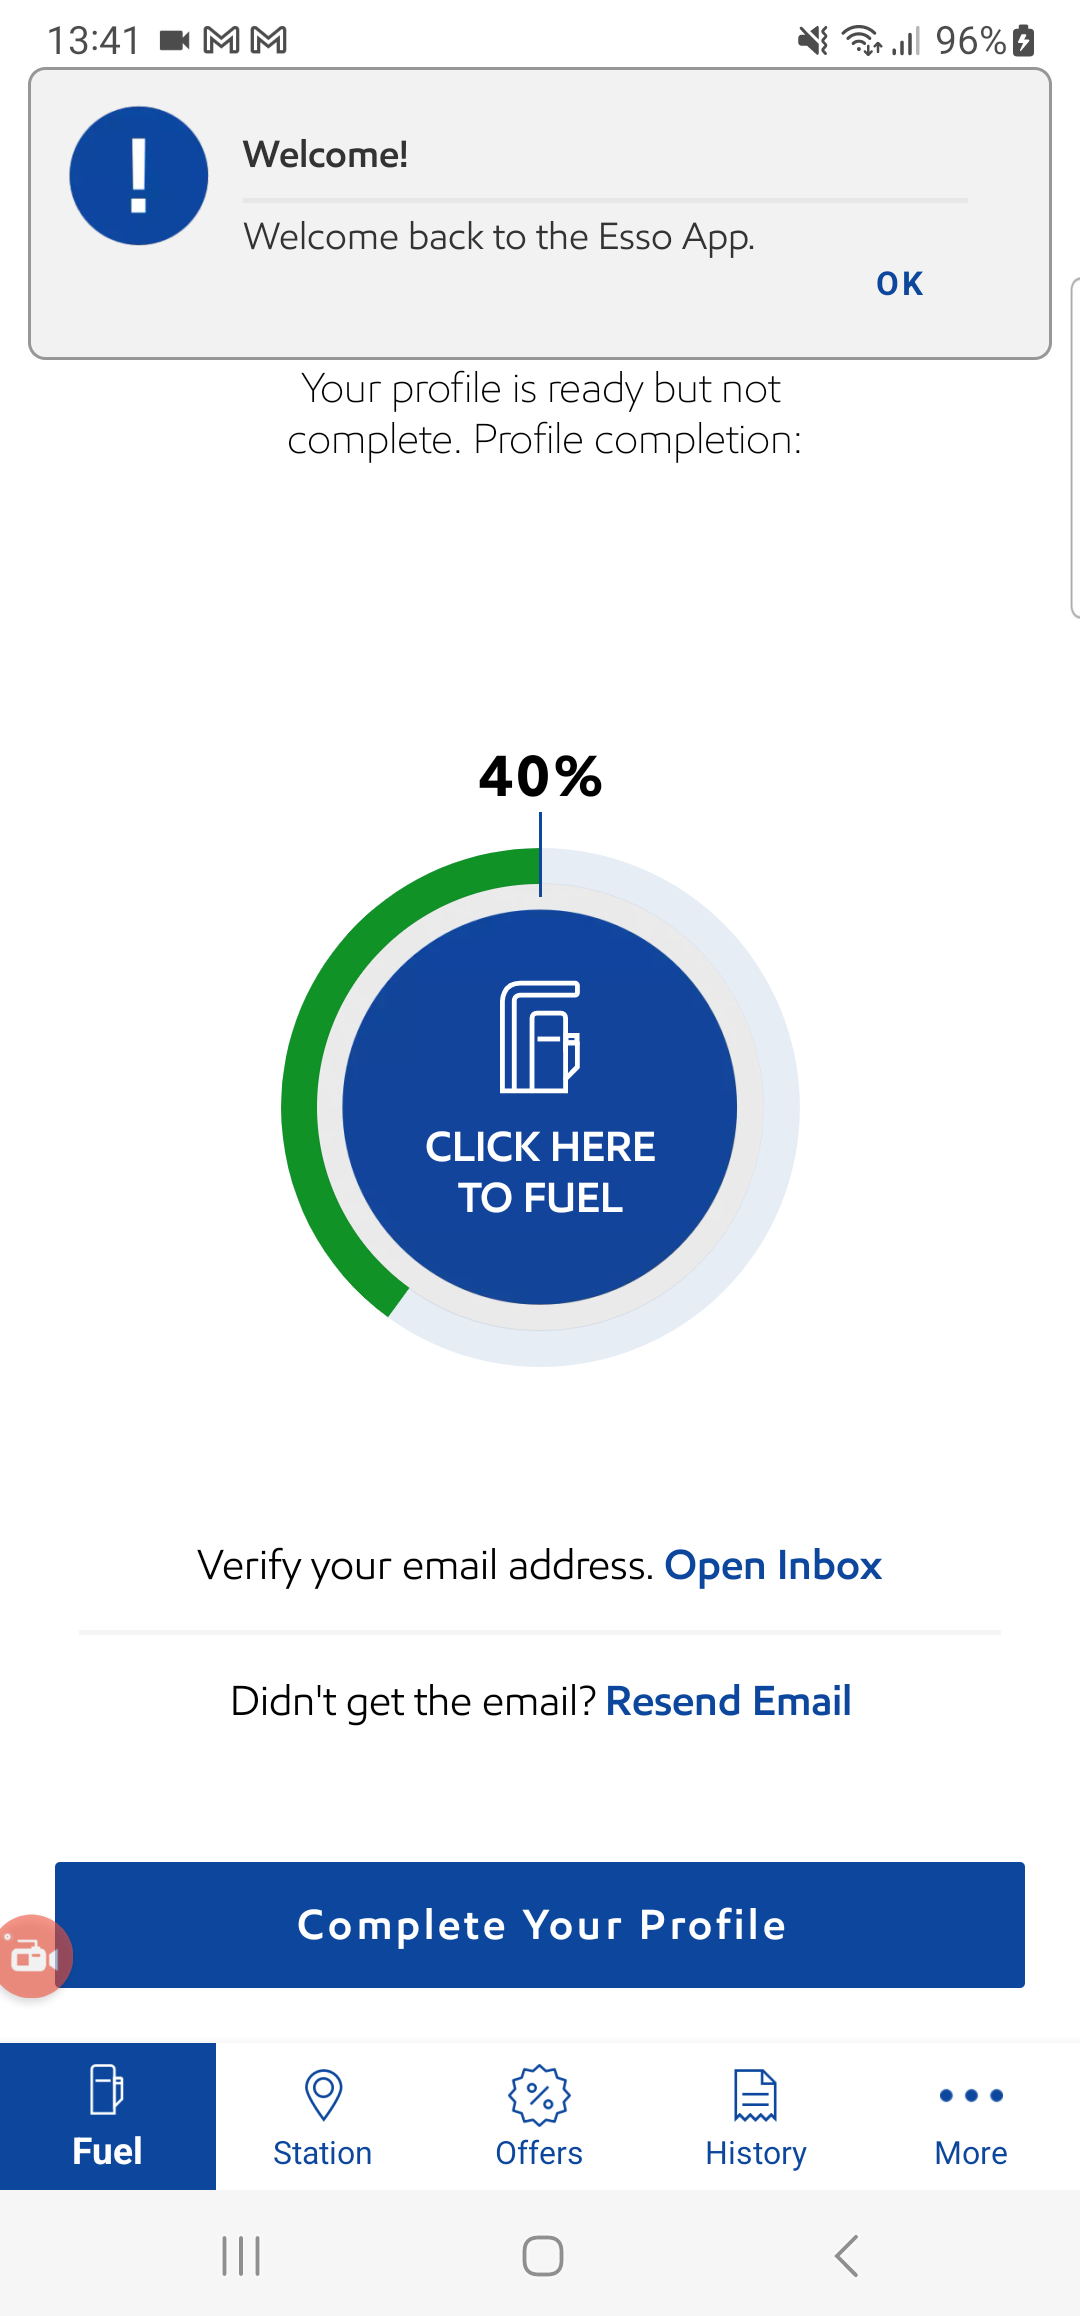 13:41
96%
!
Welcome!
Welcome back to the Esso App.
OK
Your profile is ready but not
complete. Profile completion:
40%
CLICK HERE
TO FUEL
Verify your email address. Open Inbox
Didn't get the email? Resend Email
Complete Your Profile
Fuel
Station
Offers
History
More